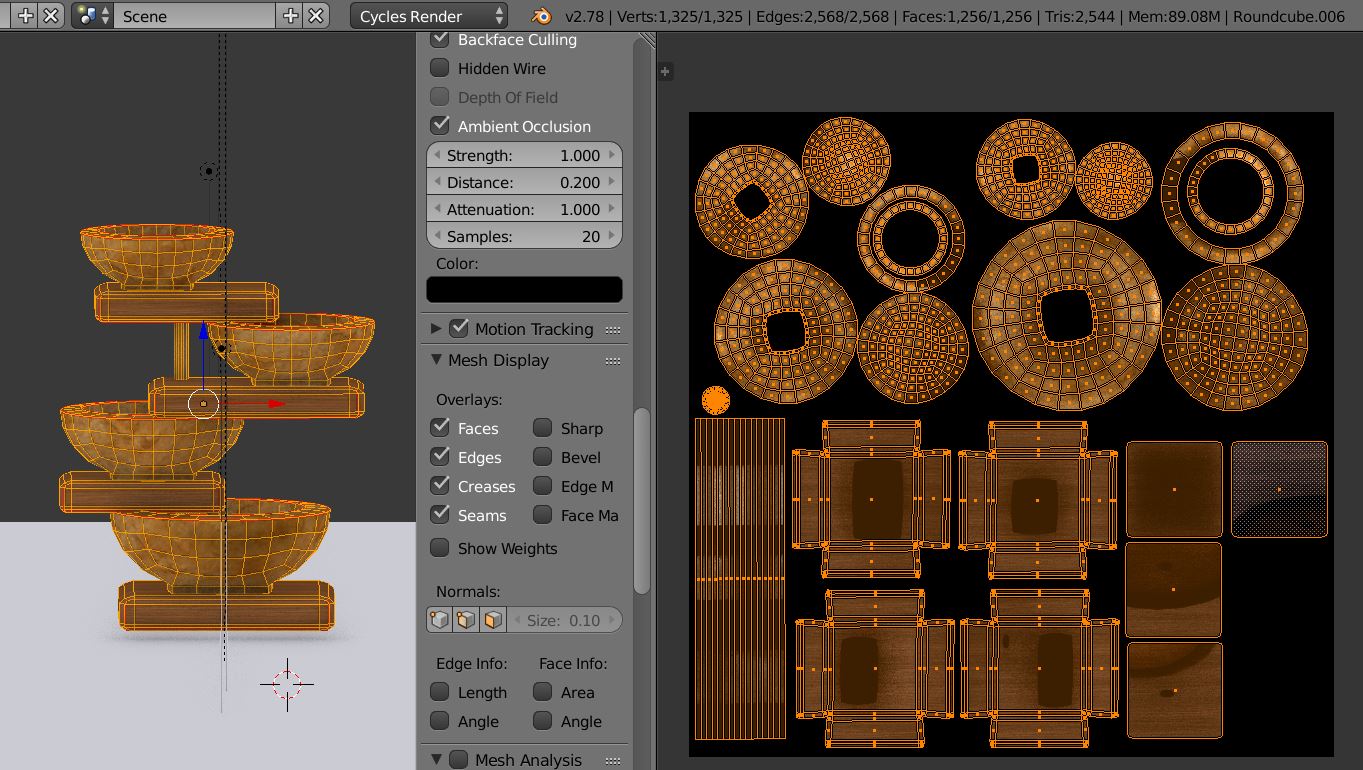 Scene
Cycles Render
v2.78 | Verts:1,325/1,325 | Edges:2,568/2,568 | Faces:1,256/1,256 | Tris:2,544 | Mem:89.08M | Roundcube.006
Backface Culling
Hidden Wire
Depth Of Field
Ambient Occlusion
Strength: 1.000
Distance: 0.200
Attenuation: 1.000
Samples: 20
Color:
Motion Tracking
Mesh Display
Overlays:
Faces Sharp
Edges Bevel
Creases Edge M
Seams Face Ma
Show Weights
Normals:
Size: 0.10
Edge Info: Face Info:
Length Area
Angle Angle
Mesh Analysis